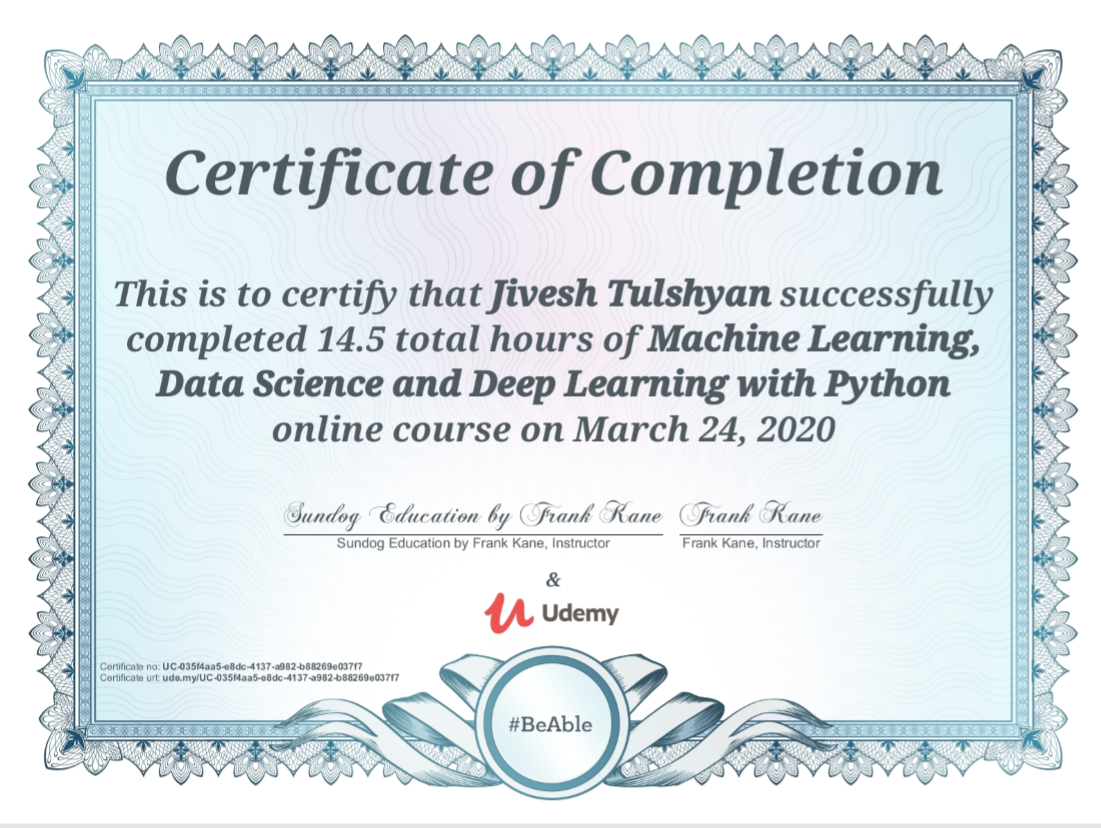 Certificate of Completion
This is to certify that Jivesh Tulshyan successfully
completed 14.5 total hours of Machine Learning,
Data Science and Deep Learning with Python
online course on March 24, 2020
Sundog Education by Frank Kane Frank Kane
Sundog Education by Frank Kane, Instructor Frank Kane, Instructor
&
Udemy
Certificate no: UC-035f4aa5-e8dc-4137-a982-b88269e037f7
Certificate url: ude.my/UC-035f4aa5-e8dc-4137-a982-b88269e037f7
#BeAble